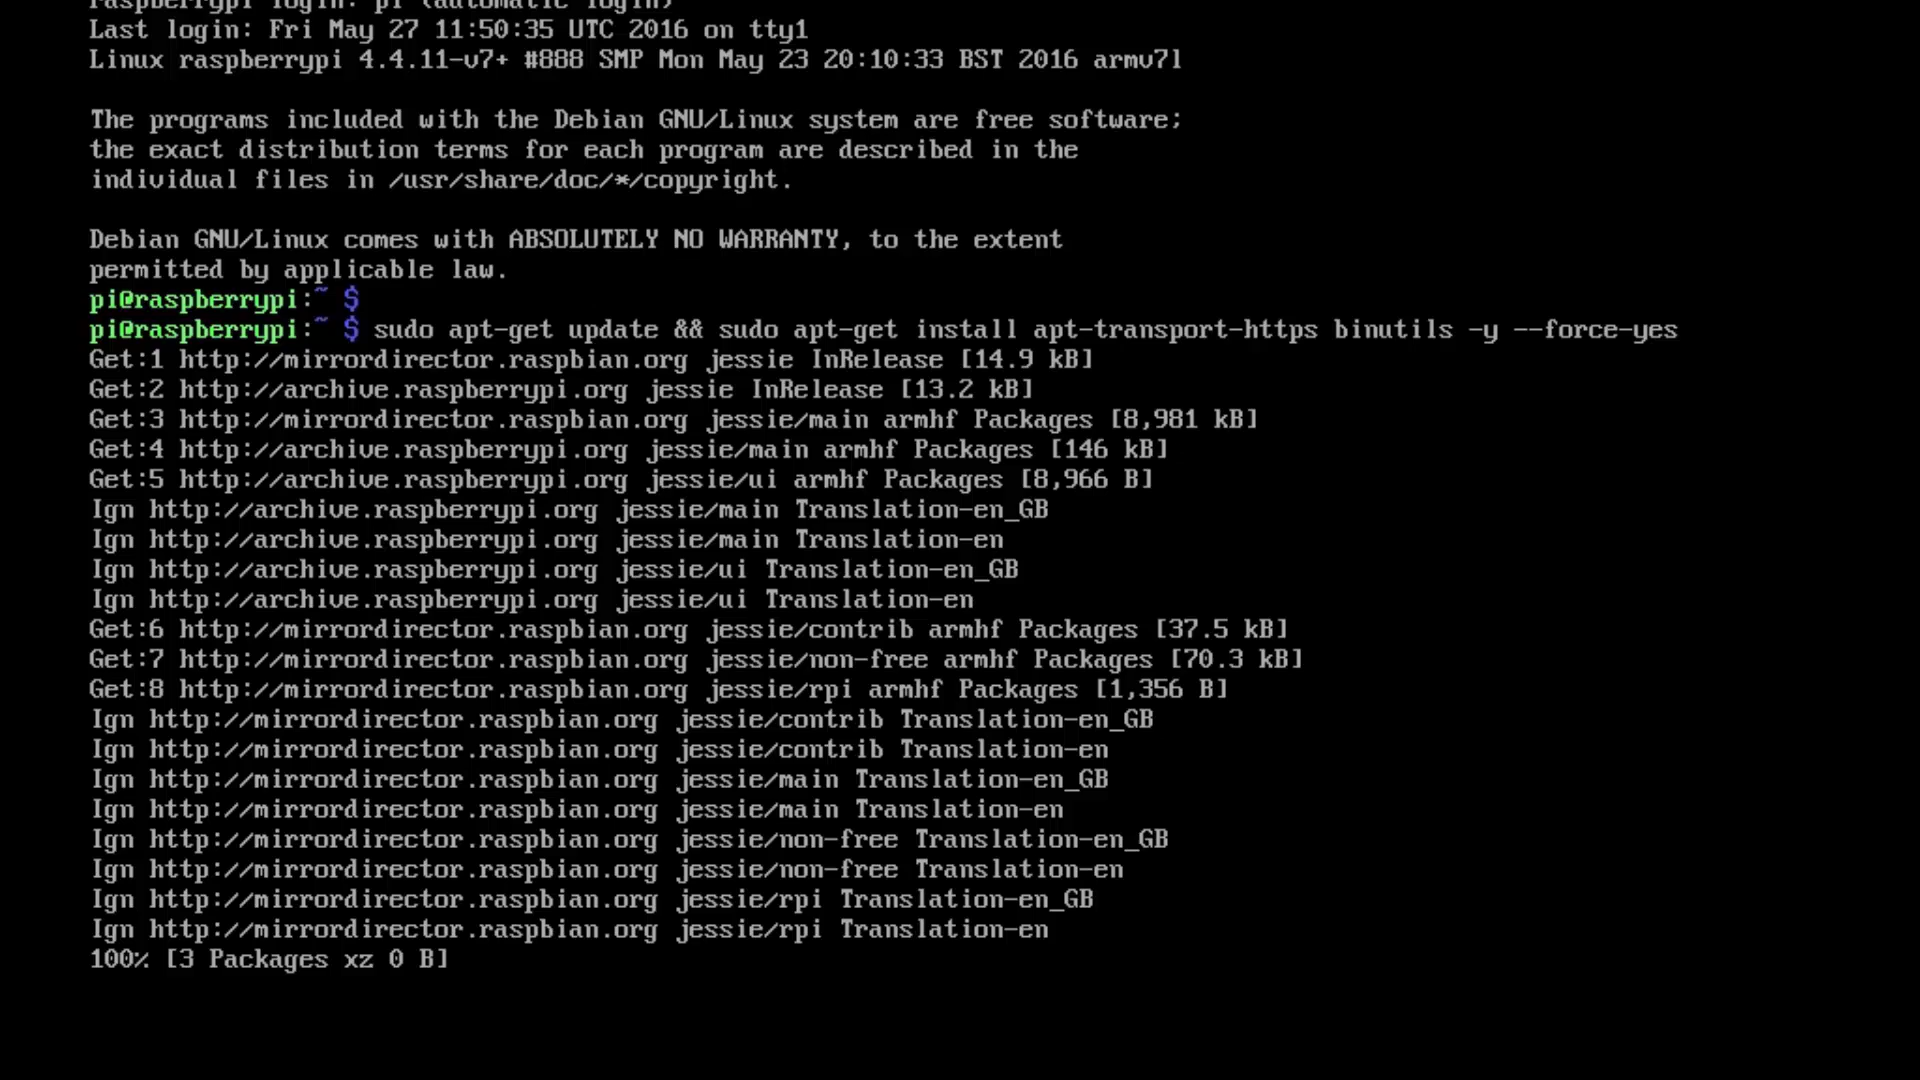 raspberrypi login: pi (automatic login)
Last login: Fri May 27 11:50:35 UTC 2016 on tty1
Linux raspberrypi 4.4.11-v7+ #888 SMP Mon May 23 20:10:33 BST 2016 armv7l
The programs included with the Debian GNU/Linux system are free software;
the exact distribution terms for each program are described in the
individual files in /usr/share/doc/*/copyright.
Debian GNU/Linux comes with ABSOLUTELY NO WARRANTY, to the extent
permitted by applicable law.
pi@raspberrypi:~ $
pi@raspberrypi:~ $ sudo apt-get update && sudo apt-get install apt-transport-https binutils -y --force-yes
Get:1 http://mirrordirector.raspbian.org jessie InRelease [14.9 kB]
Get:2 http://archive.raspberrypi.org jessie InRelease [13.2 kB]
Get:3 http://mirrordirector.raspbian.org jessie/main armhf Packages [8,981 kB]
Get:4 http://archive.raspberrypi.org jessie/main armhf Packages [146 kB]
Get:5 http://archive.raspberrypi.org jessie/ui armhf Packages [8,966 B]
Ign http://archive.raspberrypi.org jessie/main Translation-en_GB
Ign http://archive.raspberrypi.org jessie/main Translation-en
Ign http://archive.raspberrypi.org jessie/ui Translation-en_GB
Ign http://archive.raspberrypi.org jessie/ui Translation-en
Get:6 http://mirrordirector.raspbian.org jessie/contrib armhf Packages [37.5 kB]
Get:7 http://mirrordirector.raspbian.org jessie/non-free armhf Packages [70.3 kB]
Get:8 http://mirrordirector.raspbian.org jessie/rpi armhf Packages [1,356 B]
Ign http://mirrordirector.raspbian.org jessie/contrib Translation-en_GB
Ign http://mirrordirector.raspbian.org jessie/contrib Translation-en
Ign http://mirrordirector.raspbian.org jessie/main Translation-en_GB
Ign http://mirrordirector.raspbian.org jessie/main Translation-en
Ign http://mirrordirector.raspbian.org jessie/non-free Translation-en_GB
Ign http://mirrordirector.raspbian.org jessie/non-free Translation-en
Ign http://mirrordirector.raspbian.org jessie/rpi Translation-en_GB
Ign http://mirrordirector.raspbian.org jessie/rpi Translation-en
100% [3 Packages xz 0 B]